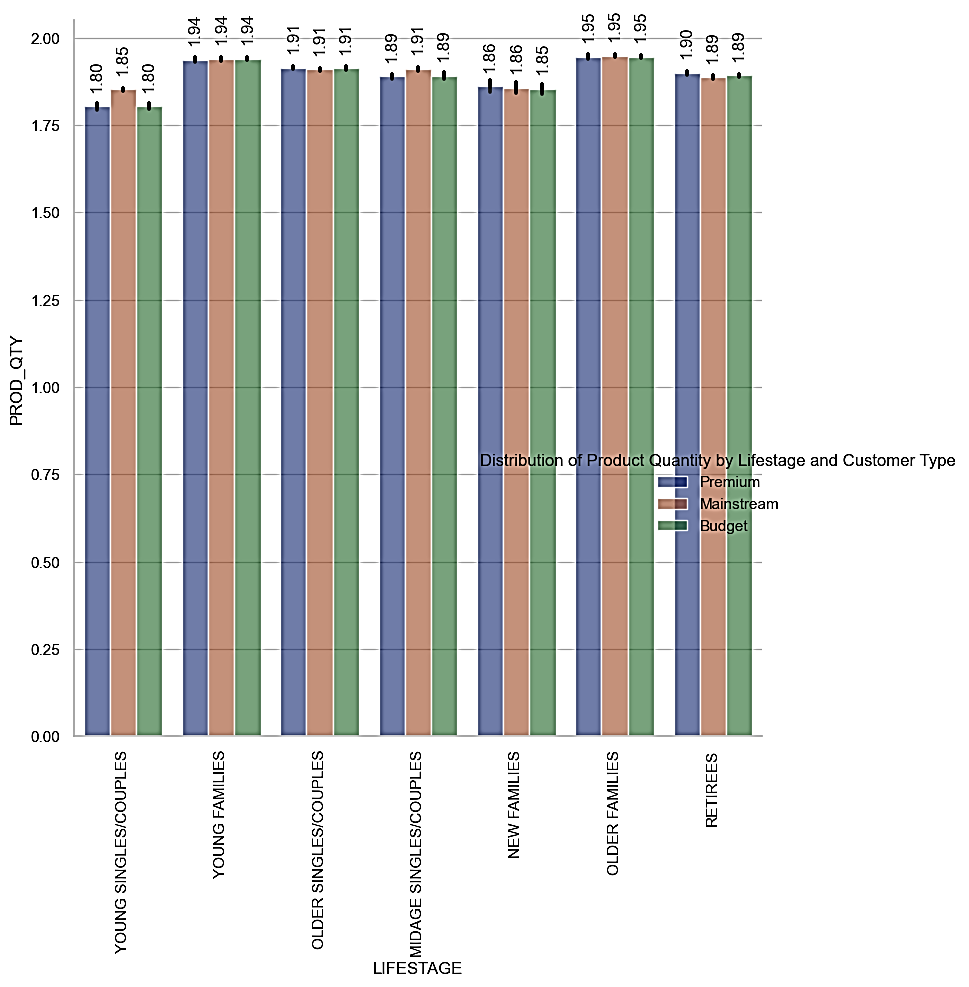 1.80
1.85
1.80
1.94
1.94
1.94
1.91
1.91
1.91
1.89
1.91
1.89
1.86
1.86
1.85
1.95
1.95
1.95
1.90
1.89
1.89
2.00
1.75
1.50
1.25
1.00
0.75
0.50
0.25
0.00
PROD_QTY
Distribution of Product Quantity by Lifestage and Customer Type
Premium
Mainstream
Budget
YOUNG SINGLES/COUPLES
YOUNG FAMILIES
OLDER SINGLES/COUPLES
MIDAGE SINGLES/COUPLES
NEW FAMILIES
OLDER FAMILIES
RETIREES
LIFESTAGE